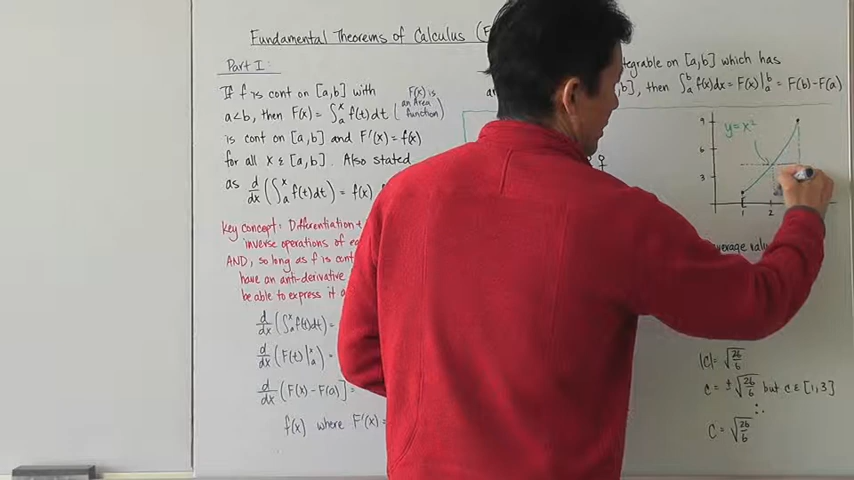 Fundamental Theorems of Calculus (F
Part I:
If f is cont on [a,b] with
a<b, then F(x) = ∫ₐˣ f(t)dt
( F(x) is
an Area
function )
is cont on [a,b] and F'(x) = f(x)
for all x ∈ [a,b]. Also stated
as d/dx (∫ₐˣ f(t)dt) = f(x)
Key concept: Differentiation +
inverse operations of
AND, so long as f is
have an anti-derivative
be able to express it
d/dx (∫ₐˣ f(t)dt) =
d/dx (F(t)|ₐˣ) =
d/dx (F(x) - F(a)) =
f(x) where F'(x) =
tegrable on [a,b] which has
b], then ∫ₐᵇ f(x)dx = F(x)|ₐᵇ = F(b)-F(a)
9
y=x²
6
3
1 2
average valu
|C| = √26/6
C = ± √26/6 but c ∈ [1,3]
∴
C = √26/6